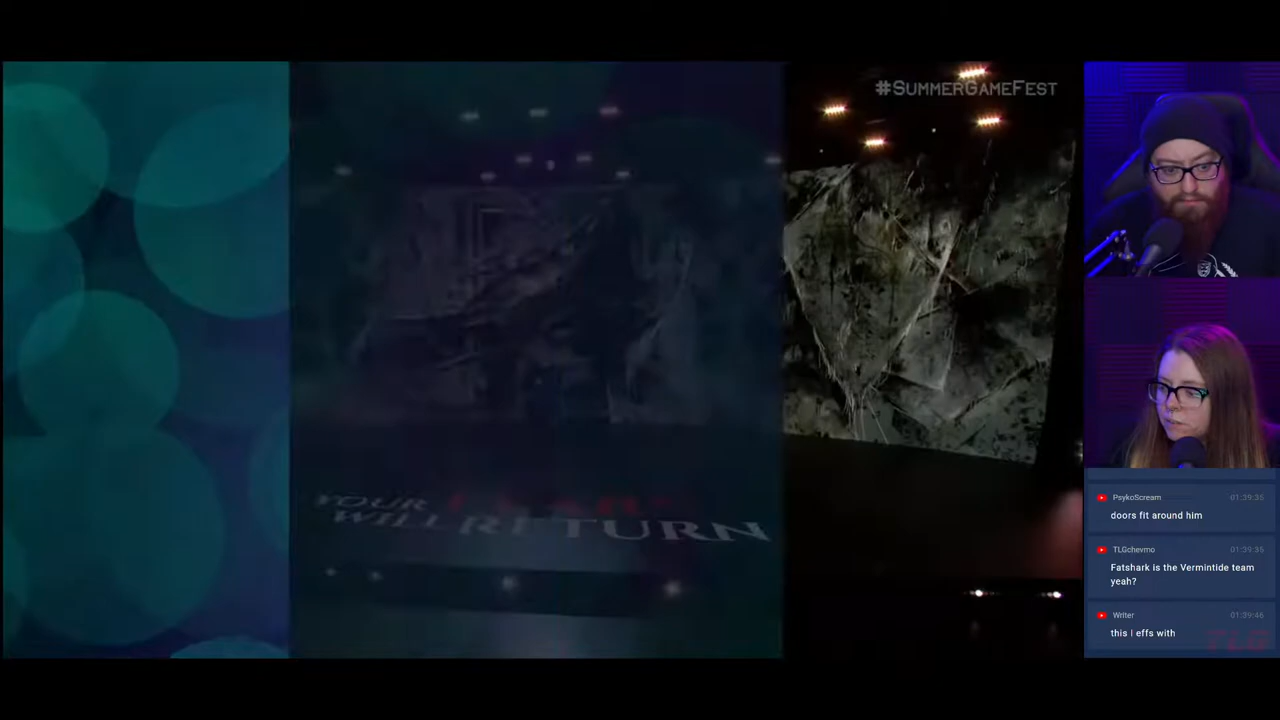 #SUMMERGAMEFEST
YOUR
WILL RETURN
PsykoScream 01:39:35
doors fit around him
TLGchevmo 01:39:35
Fatshark is the Vermintide team
yeah?
Writer 01:39:46
this I effs with
TLG